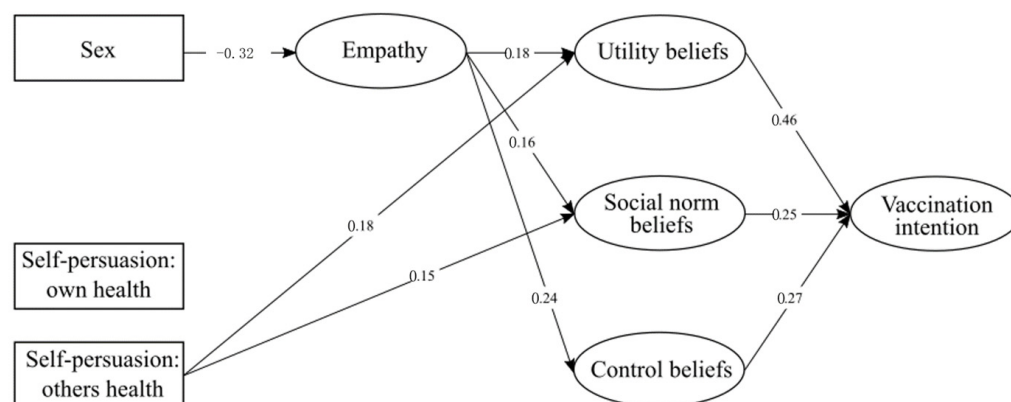 Sex
-0.32
Empathy
0.18
Utility beliefs
0.46
0.16
Social norm
beliefs
0.25
Vaccination
intention
0.18
0.15
Self-persuasion:
own health
0.24
0.27
Self-persuasion:
others health
Control beliefs